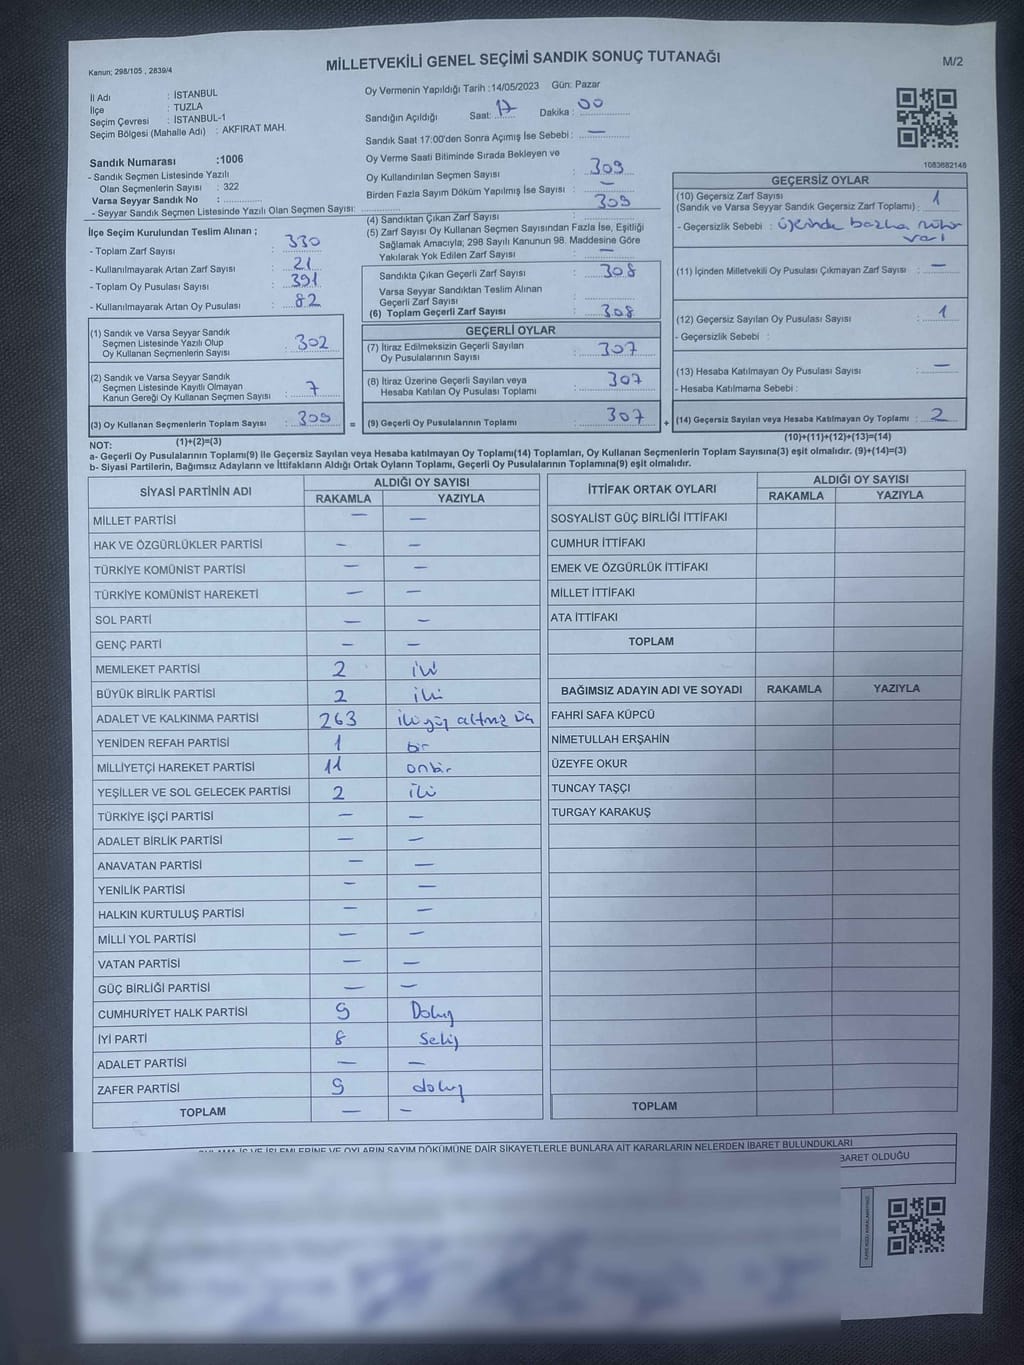 Kanun; 298/105 , 2839/4
MİLLETVEKİLİ GENEL SEÇİMİ SANDIK SONUÇ TUTANAĞI
M/2
İl Adı : İSTANBUL
İlçe : TUZLA
Seçim Çevresi : İSTANBUL-1
Seçim Bölgesi (Mahalle Adı) : AKFIRAT MAH.
Sandık Numarası :1006
- Sandık Seçmen Listesinde Yazılı
Olan Seçmenlerin Sayısı : 322
Varsa Seyyar Sandık No :
- Seyyar Sandık Seçmen Listesinde Yazılı Olan Seçmen Sayısı:
Oy Vermenin Yapıldığı Tarih :14/05/2023 Gün: Pazar
Sandığın Açıldığı Saat: 17 Dakika : 00
Sandık Saat 17:00'den Sonra Açımış İse Sebebi : —
Oy Verme Saati Bitiminde Sırada Bekleyen ve
Oy Kullandırılan Seçmen Sayısı : 309
Birden Fazla Sayım Döküm Yapılmış İse Sayısı : —
309
(4) Sandıktan Çıkan Zarf Sayısı :
(5) Zarf Sayısı Oy Kullanan Seçmen Sayısından Fazla İse, Eşitliği
Sağlamak Amacıyla; 298 Sayılı Kanunun 98. Maddesine Göre
Yakılarak Yok Edilen Zarf Sayısı : —
1083682148
İlçe Seçim Kurulundan Teslim Alınan ;
- Toplam Zarf Sayısı : 330
- Kullanılmayarak Artan Zarf Sayısı : 21
- Toplam Oy Pusulası Sayısı : 391
- Kullanılmayarak Artan Oy Pusulası : 82
Sandıkta Çıkan Geçerli Zarf Sayısı : 308
Varsa Seyyar Sandıktan Teslim Alınan
Geçerli Zarf Sayısı :
(6) Toplam Geçerli Zarf Sayısı : 308
GEÇERSİZ OYLAR
(10) Geçersiz Zarf Sayısı
(Sandık ve Varsa Seyyar Sandık Geçersiz Zarf Toplamı) : 1
- Geçersizlik Sebebi : üzerinde başka mühür
var
(11) İçinden Milletvekili Oy Pusulası Çıkmayan Zarf Sayısı : —
(12) Geçersiz Sayılan Oy Pusulası Sayısı : 1
- Geçersizlik Sebebi :
(13) Hesaba Katılmayan Oy Pusulası Sayısı : —
- Hesaba Katılmama Sebebi :
(14) Geçersiz Sayılan veya Hesaba Katılmayan Oy Toplamı : 2
(1) Sandık ve Varsa Seyyar Sandık
Seçmen Listesinde Yazılı Olup
Oy Kullanan Seçmenlerin Sayısı : 302
(2) Sandık ve Varsa Seyyar Sandık
Seçmen Listesinde Kayıtlı Olmayan
Kanun Gereği Oy Kullanan Seçmen Sayısı : 7
(3) Oy Kullanan Seçmenlerin Toplam Sayısı : 309 =
GEÇERLİ OYLAR
(7) İtiraz Edilmeksizin Geçerli Sayılan
Oy Pusulalarının Sayısı : 307
(8) İtiraz Üzerine Geçerli Sayılan veya
Hesaba Katılan Oy Pusulası Toplamı : 307
(9) Geçerli Oy Pusulalarının Toplamı : 307 +
NOT: (1)+(2)=(3) (10)+(11)+(12)+(13)=(14)
a- Geçerli Oy Pusulalarının Toplamı(9) ile Geçersiz Sayılan veya Hesaba katılmayan Oy Toplamı(14) Toplamları, Oy Kullanan Seçmenlerin Toplam Sayısına(3) eşit olmalıdır. (9)+(14)=(3)
b- Siyasi Partilerin, Bağımsız Adayların ve İttifakların Aldığı Ortak Oyların Toplamı, Geçerli Oy Pusulalarının Toplamına(9) eşit olmalıdır.
SİYASİ PARTİNİN ADI ALDIĞI OY SAYISI
RAKAMLA YAZIYLA
MİLLET PARTİSİ — —
HAK VE ÖZGÜRLÜKLER PARTİSİ — —
TÜRKİYE KOMÜNİST PARTİSİ — —
TÜRKİYE KOMÜNİST HAREKETİ — —
SOL PARTİ — —
GENÇ PARTİ — —
MEMLEKET PARTİSİ 2 iki
BÜYÜK BİRLİK PARTİSİ 2 iki
ADALET VE KALKINMA PARTİSİ 263 ikiyüz altmış üç
YENİDEN REFAH PARTİSİ 1 bir
MİLLİYETÇİ HAREKET PARTİSİ 11 onbir
YEŞİLLER VE SOL GELECEK PARTİSİ 2 iki
TÜRKİYE İŞÇİ PARTİSİ — —
ADALET BİRLİK PARTİSİ — —
ANAVATAN PARTİSİ — —
YENİLİK PARTİSİ — —
HALKIN KURTULUŞ PARTİSİ — —
MİLLİ YOL PARTİSİ — —
VATAN PARTİSİ — —
GÜÇ BİRLİĞİ PARTİSİ — —
CUMHURİYET HALK PARTİSİ 9 Dokuz
İYİ PARTİ 8 Sekiz
ADALET PARTİSİ — —
ZAFER PARTİSİ 9 dokuz
TOPLAM — —
İTTİFAK ORTAK OYLARI ALDIĞI OY SAYISI
RAKAMLA YAZIYLA
SOSYALİST GÜÇ BİRLİĞİ İTTİFAKI
CUMHUR İTTİFAKI
EMEK VE ÖZGÜRLÜK İTTİFAKI
MİLLET İTTİFAKI
ATA İTTİFAKI
TOPLAM
BAĞIMSIZ ADAYIN ADI VE SOYADI RAKAMLA YAZIYLA
FAHRİ SAFA KÜPCÜ
NİMETULLAH ERŞAHİN
ÜZEYFE OKUR
TUNCAY TAŞÇI
TURGAY KARAKUŞ
TOPLAM
OYLARIN SAYIM DÖKÜMÜNE DAİR ŞİKAYETLERLE BUNLARA AİT KARARLARIN NELERDEN İBARET BULUNDUKLARI
İBARET OLDUĞU